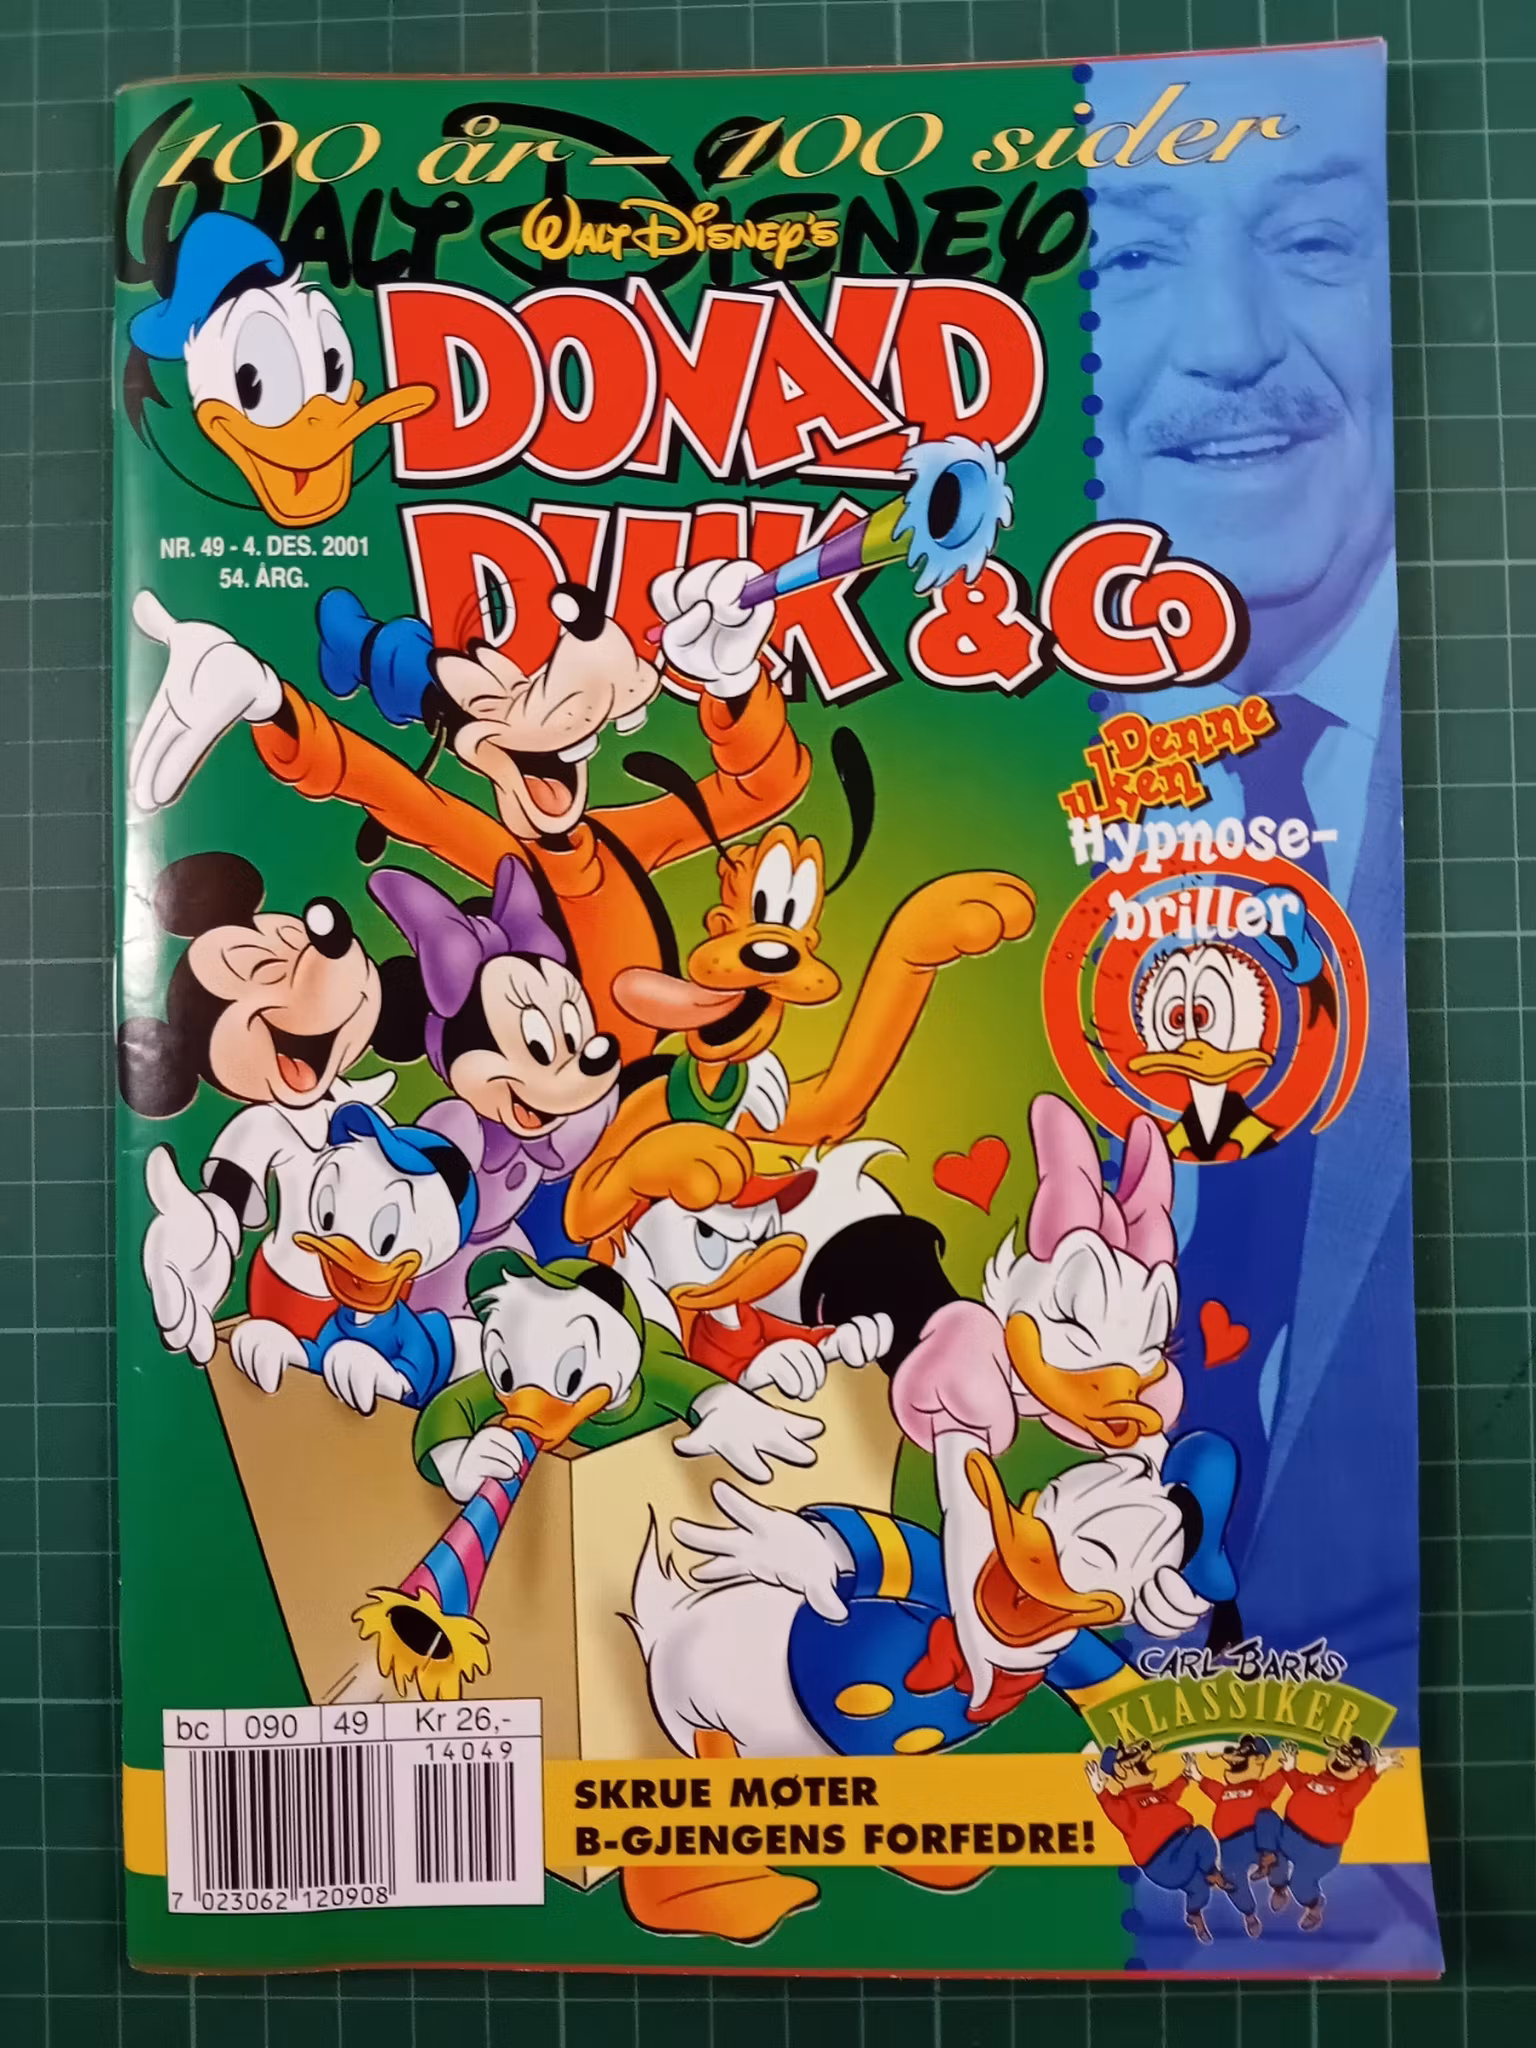 100 år – 100 sider
WALT DISNEY
WALT DISNEY'S
DONALD
DUCK & Co
NR. 49 - 4. DES. 2001
54. ÅRG.
Denne
uken
Hypnose-
briller
CARL BARKS
KLASSIKER
bc 090 49 Kr 26,-
14049
SKRUE MØTER
B-GJENGENS FORFEDRE!
7 023062 120908